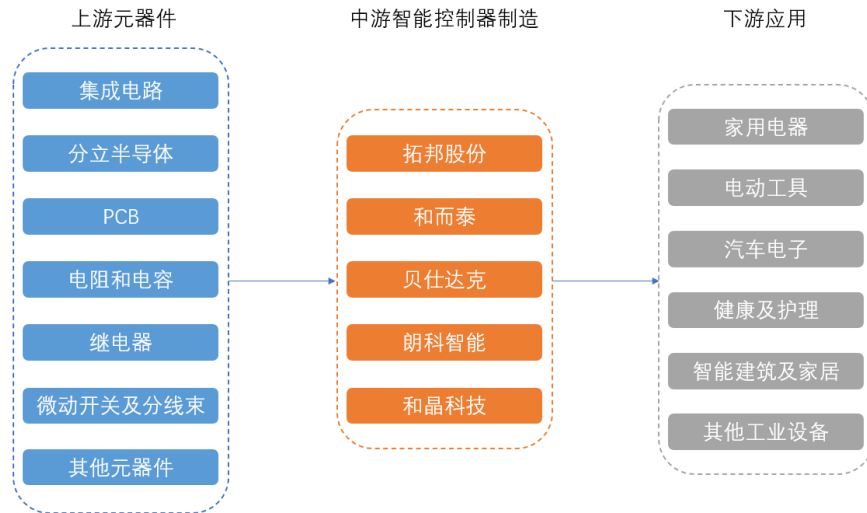 上游元器件
集成电路
分立半导体
PCB
电阻和电容
继电器
微动开关及分线束
其他元器件
中游智能控制器制造
拓邦股份
和而泰
贝仕达克
朗科智能
和晶科技
下游应用
家用电器
电动工具
汽车电子
健康及护理
智能建筑及家居
其他工业设备